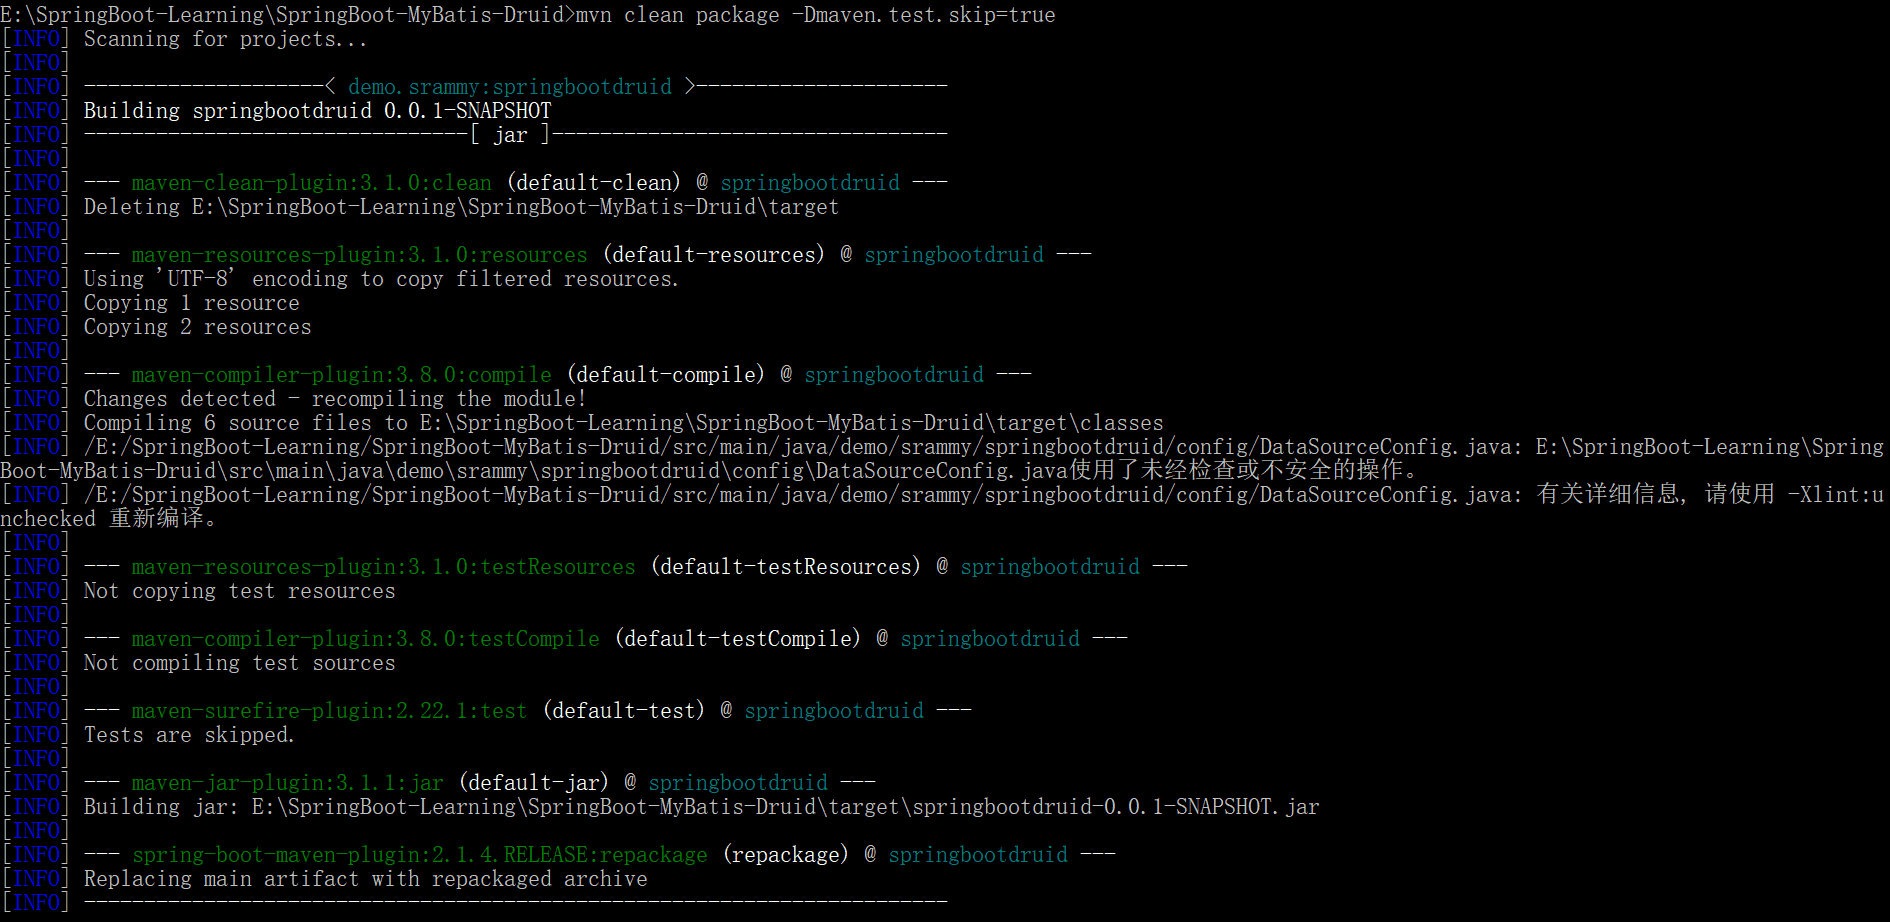 E:\SpringBoot-Learning\SpringBoot-MyBatis-Druid>mvn clean package -Dmaven.test.skip=true
[INFO] Scanning for projects...
[INFO]
[INFO] --------------------< demo.srammy:springbootdruid >---------------------
[INFO] Building springbootdruid 0.0.1-SNAPSHOT
[INFO] --------------------------------[ jar ]---------------------------------
[INFO]
[INFO] --- maven-clean-plugin:3.1.0:clean (default-clean) @ springbootdruid ---
[INFO] Deleting E:\SpringBoot-Learning\SpringBoot-MyBatis-Druid\target
[INFO]
[INFO] --- maven-resources-plugin:3.1.0:resources (default-resources) @ springbootdruid ---
[INFO] Using 'UTF-8' encoding to copy filtered resources.
[INFO] Copying 1 resource
[INFO] Copying 2 resources
[INFO]
[INFO] --- maven-compiler-plugin:3.8.0:compile (default-compile) @ springbootdruid ---
[INFO] Changes detected - recompiling the module!
[INFO] Compiling 6 source files to E:\SpringBoot-Learning\SpringBoot-MyBatis-Druid\target\classes
[INFO] /E:/SpringBoot-Learning/SpringBoot-MyBatis-Druid/src/main/java/demo/srammy/springbootdruid/config/DataSourceConfig.java: E:\SpringBoot-Learning\Spring
Boot-MyBatis-Druid\src\main\java\demo\srammy\springbootdruid\config\DataSourceConfig.java使用了未经检查或不安全的操作。
[INFO] /E:/SpringBoot-Learning/SpringBoot-MyBatis-Druid/src/main/java/demo/srammy/springbootdruid/config/DataSourceConfig.java: 有关详细信息, 请使用 -Xlint:u
nchecked 重新编译。
[INFO]
[INFO] --- maven-resources-plugin:3.1.0:testResources (default-testResources) @ springbootdruid ---
[INFO] Not copying test resources
[INFO]
[INFO] --- maven-compiler-plugin:3.8.0:testCompile (default-testCompile) @ springbootdruid ---
[INFO] Not compiling test sources
[INFO]
[INFO] --- maven-surefire-plugin:2.22.1:test (default-test) @ springbootdruid ---
[INFO] Tests are skipped.
[INFO]
[INFO] --- maven-jar-plugin:3.1.1:jar (default-jar) @ springbootdruid ---
[INFO] Building jar: E:\SpringBoot-Learning\SpringBoot-MyBatis-Druid\target\springbootdruid-0.0.1-SNAPSHOT.jar
[INFO]
[INFO] --- spring-boot-maven-plugin:2.1.4.RELEASE:repackage (repackage) @ springbootdruid ---
[INFO] Replacing main artifact with repackaged archive
[INFO] ------------------------------------------------------------------------